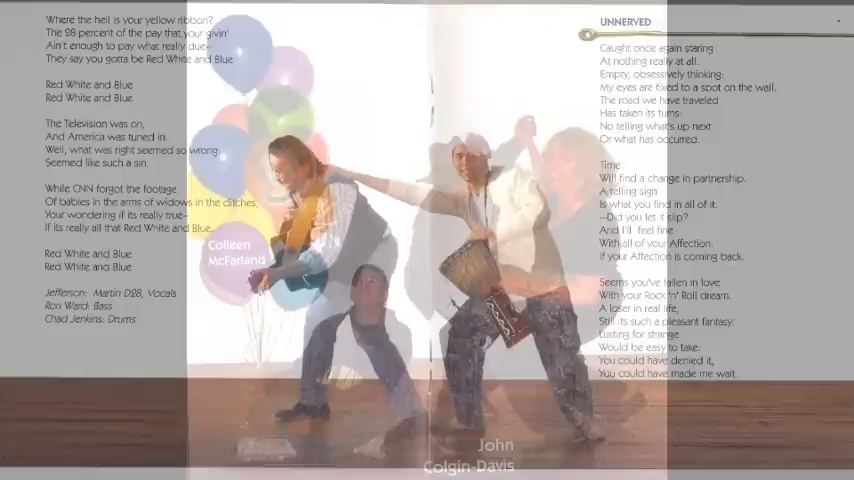 Where the hell is your yellow ribbon?
The 28 percent of the pay that your givin'
Ain't enough to pay what really due--
They say you gotta be Red White and Blue
Red White and Blue
Red White and Blue
The Television was on,
And America was tuned in.
Well, what was right seemed so wrong:
Seemed like such a sin.
While CNN forgot the footage
Of babies in the arms of widows in the ditches,
Your wondering if its really true--
If its really all that Red White and Blue.
Red White and Blue
Red White and Blue
Jefferson: Martin D28, Vocals
Ron Ward: Bass
Chad Jenkins: Drums
Colleen
McFarland
John
Colgin-Davis
UNNERVED
Caught once again staring
At nothing really at all.
Empty, obsessively thinking:
My eyes are fixed to a spot on the wall.
The road we have traveled
Has taken its turns:
No telling what's up next
Or what has occurred.
Time
Will find a change in partnership.
A telling sign
Is what you find in all of it.
--Did you let it slip?
And I'll feel fine
With all of your Affection.
If your Affection is coming back.
Seems you've fallen in love
With your Rock 'n' Roll dream.
A loser in real life,
Still its such a pleasant fantasy:
Lusting for strange
Would be easy to take:
You could have denied it,
You could have made me wait.